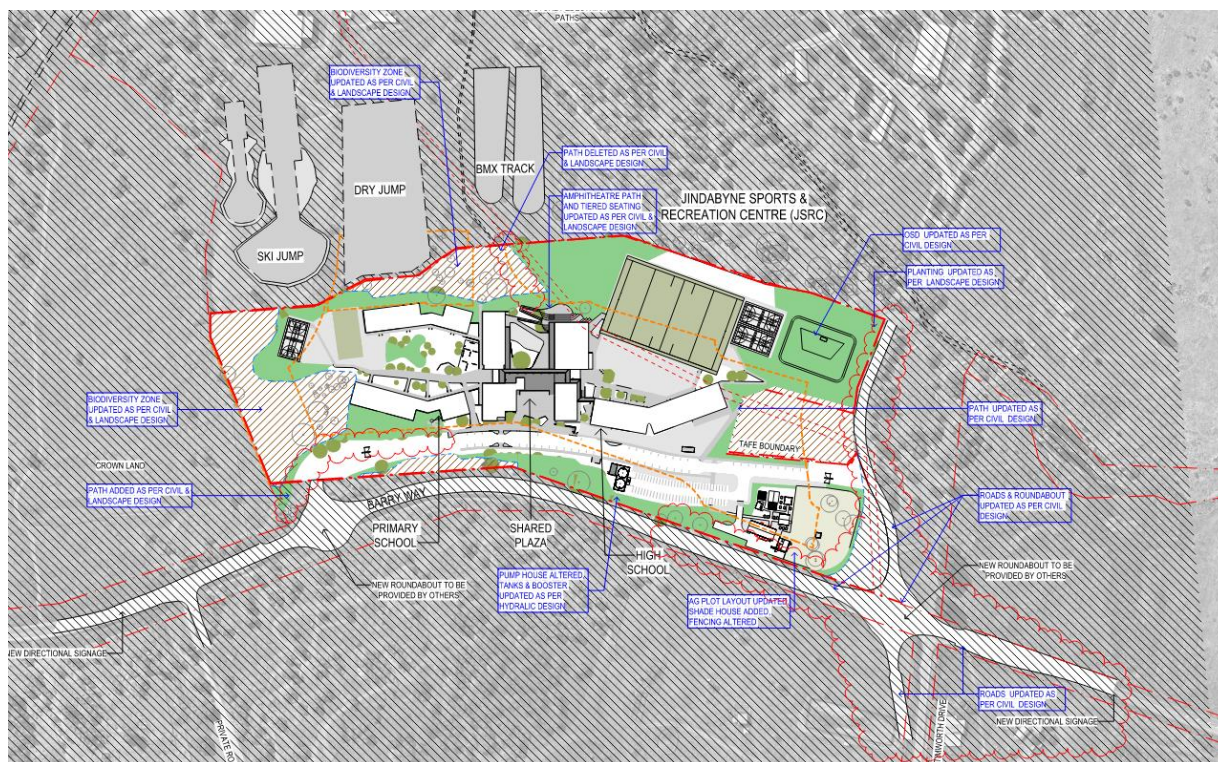 PATHS
BIODIVERSITY ZONE
UPDATED AS PER CIVIL
& LANDSCAPE DESIGN
PATH DELETED AS PER CIVIL
& LANDSCAPE DESIGN
BMX TRACK
DRY JUMP
AMPHITHEATRE PATH
AND TIERED SEATING
UPDATED AS PER CIVIL &
LANDSCAPE DESIGN
JINDABYNE SPORTS &
RECREATION CENTRE (JSRC)
OSD UPDATED AS PER
CIVIL DESIGN
SKI JUMP
PLANTING UPDATED AS
PER LANDSCAPE DESIGN
BIODIVERSITY ZONE
UPDATED AS PER CIVIL
& LANDSCAPE DESIGN
PATH UPDATED AS
PER CIVIL DESIGN
TAFE BOUNDARY
CROWN LAND
PATH ADDED AS PER CIVIL &
LANDSCAPE DESIGN
BARRY WAY
ROADS & ROUNDABOUT
UPDATED AS PER CIVIL
DESIGN
PRIMARY
SCHOOL
SHARED
PLAZA
HIGH
SCHOOL
NEW ROUNDABOUT TO BE
PROVIDED BY OTHERS
NEW ROUNDABOUT TO BE
PROVIDED BY OTHERS
PUMP HOUSE ALTERED,
TANKS & BOOSTER
UPDATED AS PER
HYDRALIC DESIGN
AG PLOT LAYOUT UPDATED
SHADE HOUSE ADDED,
FENCING ALTERED
NEW DIRECTIONAL SIGNAGE
ROADS UPDATED AS
PER CIVIL DESIGN
NEW DIRECTIONAL SIGNAGE
PRIVATE
DRIVE